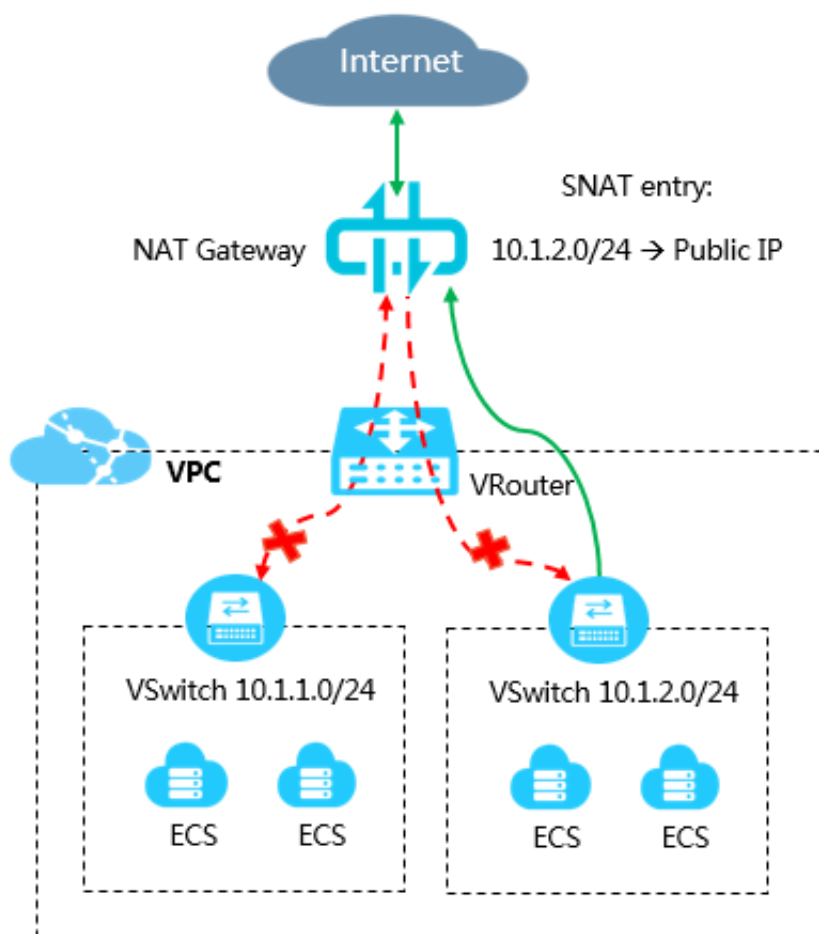 Internet
SNAT entry:
NAT Gateway
10.1.2.0/24 → Public IP
VPC
VRouter
VSwitch 10.1.1.0/24
VSwitch 10.1.2.0/24
ECS
ECS
ECS
ECS